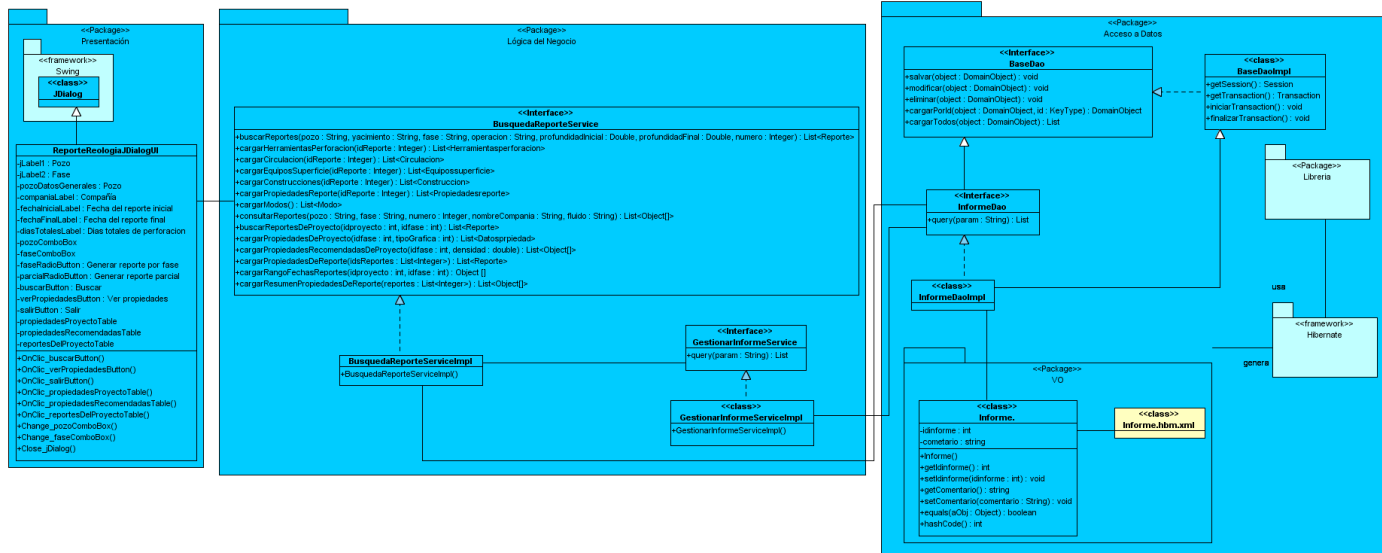 <<Package>>
Presentación
<<framework>>
Swing
<<class>>
JDialog
ReporteReologiaJDialogUI
-jLabel1 : Pozo
-jLabel2 : Fase
-pozoDatosGenerales : Pozo
-companiaLabel : Compañía
-fechaInicialLabel : Fecha del reporte inicial
-fechaFinalLabel : Fecha del reporte final
-diasTotalesLabel : Dias totales de perforacion
-pozoComboBox
-faseComboBox
-faseRadioButton : Generar reporte por fase
-parcialRadioButton : Generar reporte parcial
-buscarButton : Buscar
-verPropiedadesButton : Ver propiedades
-salirButton : Salir
-propiedadesProyectoTable
-propiedadesRecomendadasTable
-reportesDelProyectoTable
+OnClic_buscarButton()
+OnClic_verPropiedadesButton()
+OnClic_salirButton()
+OnClic_propiedadesProyectoTable()
+OnClic_propiedadesRecomendadasTable()
+OnClic_reportesDelProyectoTable()
+Change_pozoComboBox()
+Change_faseComboBox()
+Close_jDialog()
<<Package>>
Lógica del Negocio
<<Interface>>
BusquedaReporteService
+buscarReportes(pozo : String, yacimiento : String, fase : String, operacion : String, profundidadInicial : Double, profundidadFinal : Double, numero : Integer) : List<Reporte>
+cargarHerramientasPerforacion(idReporte : Integer) : List<Herramientasperforacion>
+cargarCirculacion(idReporte : Integer) : List<Circulacion>
+cargarEquiposSuperficie(idReporte : Integer) : List<Equipossuperficie>
+cargarConstrucciones(idReporte : Integer) : List<Construccion>
+cargarPropiedadesReporte(idReporte : Integer) : List<Propiedadesreporte>
+cargarModos() : List<Modo>
+consultarReportes(pozo : String, fase : String, numero : Integer, nombreCompania : String, fluido : String) : List<Object[]>
+buscarReportesDeProyecto(idproyecto : int, idfase : int) : List<Reporte>
+cargarPropiedadesDeProyecto(idfase : int, tipoGrafica : int) : List<Datosprpiedad>
+cargarPropiedadesRecomendadasDeProyecto(idfase : int, densidad : double) : List<Object[]>
+cargarPropiedadesDeReporte(idsReportes : List<Integer>) : List<Reporte>
+cargarRangoFechasReportes(idproyecto : int, idfase : int) : Object []
+cargarResumenPropiedadesDeReporte(reportes : List<Integer>) : List<Object[]>
BusquedaReporteServiceImpl
+BusquedaReporteServiceImpl()
<<Interface>>
GestionarInformeService
+query(param : String) : List
<<class>>
GestionarInformeServiceImpl
+GestionarInformeServiceImpl()
<<Package>>
Acceso a Datos
<<Interface>>
BaseDao
+salvar(object : DomainObject) : void
+modificar(object : DomainObject) : void
+eliminar(object : DomainObject) : void
+cargarPorId(object : DomainObject, id : KeyType) : DomainObject
+cargarTodos(object : DomainObject) : List
<<class>>
BaseDaoImpl
+getSession() : Session
+getTransaction() : Transaction
+iniciarTransaction() : void
+finalizarTransaction() : void
<<Package>>
Libreria
<<Interface>>
InformeDao
+query(param : String) : List
<<class>>
InformeDaoImpl
usa
<<framework>>
Hibernate
genera
<<Package>>
VO
<<class>>
Informe.
-idinforme : int
-cometario : string
+Informe()
+getIdinforme() : int
+setIdinforme(idinforme : int) : void
+getComentario() : string
+setComentario(comentario : String) : void
+equals(aObj : Object) : boolean
+hashCode() : int
<<class>>
Informe.hbm.xml